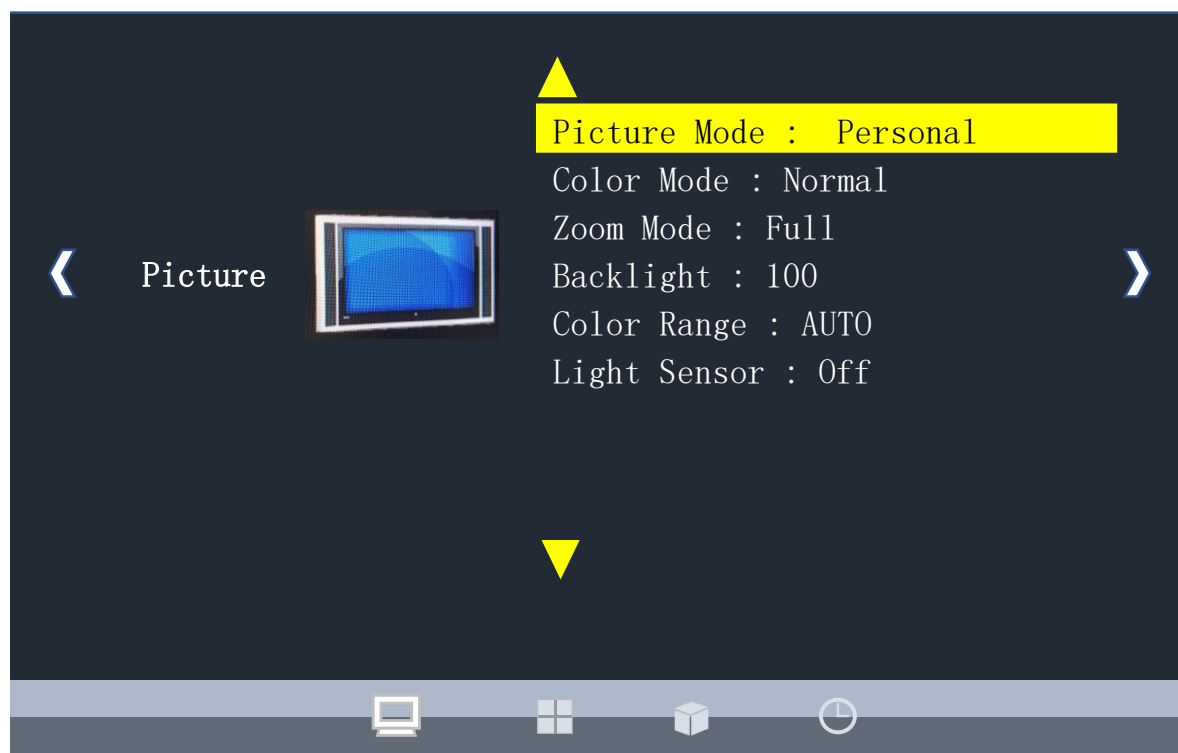 Picture Mode :  Personal
Color Mode : Normal
Zoom Mode : Full
Picture
Backlight : 100
Color Range : AUTO
Light Sensor : Off